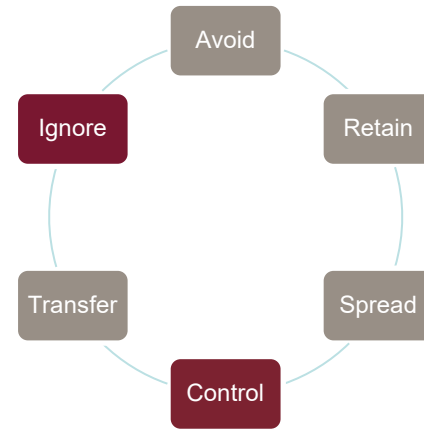 Avoid
Retain
Spread
Control
Transfer
Ignore